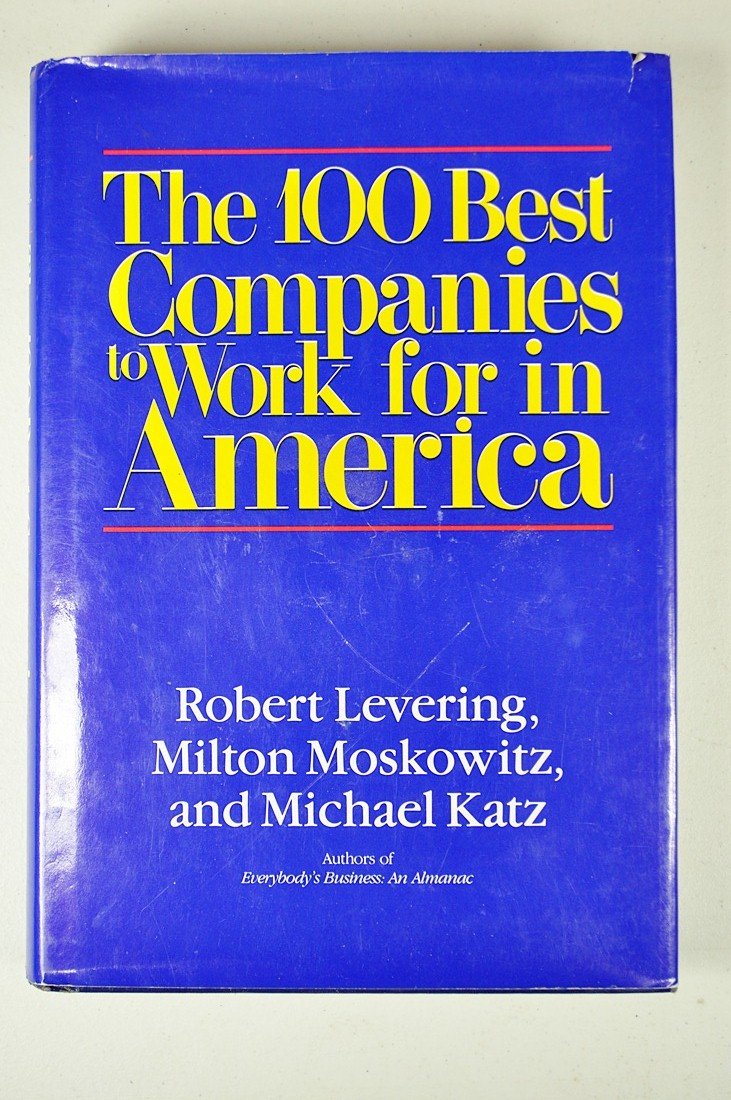 The 100 Best
Companies
to Work for in
America
Robert Levering,
Milton Moskowitz,
and Michael Katz
Authors of
Everybody's Business: An Almanac